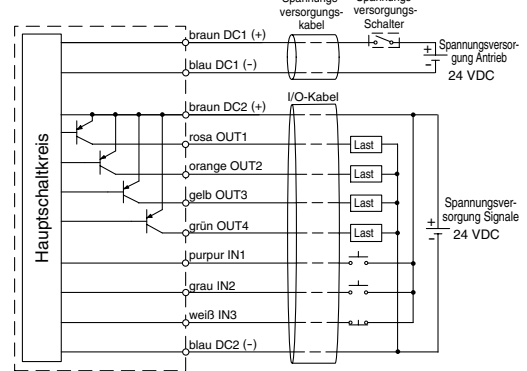 Spannungs-
versorgungs-
kabel
Spannungs-
versorgungs-
Schalter
braun DC1 (+)
+
-
Spannungsversor-
gung Antrieb
24 VDC
blau DC1 (-)
braun DC2 (+)
I/O-Kabel
rosa OUT1
Last
orange OUT2
Last
gelb OUT3
Last
grün OUT4
Last
Hauptschaltkreis
+
-
Spannungsver-
sorgung Signale
24 VDC
purpur IN1
grau IN2
weiß IN3
blau DC2 (-)